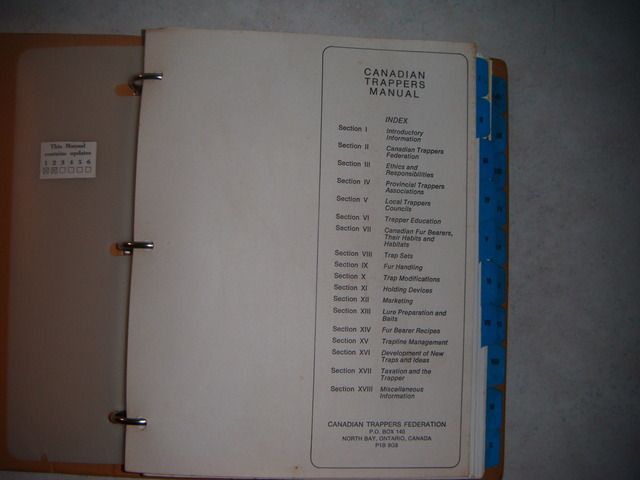 This Manual
contains updates
1 2 3 4 5 6
CANADIAN
TRAPPERS
MANUAL
INDEX
Section I Introductory
Information
Section II Canadian Trappers
Federation
Section III Ethics and
Responsibilities
Section IV Provincial Trappers
Associations
Section V Local Trappers
Councils
Section VI Trapper Education
Section VII Canadian Fur Bearers,
Their Habits and
Habitats
Section VIII Trap Sets
Section IX Fur Handling
Section X Trap Modifications
Section XI Holding Devices
Section XII Marketing
Section XIII Lure Preparation and
Baits
Section XIV Fur Bearer Recipes
Section XV Trapline Management
Section XVI Development of New
Traps and Ideas
Section XVII Taxation and the
Trapper
Section XVIII Miscellaneous
Information
CANADIAN TRAPPERS FEDERATION
P.O. BOX 140
NORTH BAY, ONTARIO, CANADA
P1B 8G8